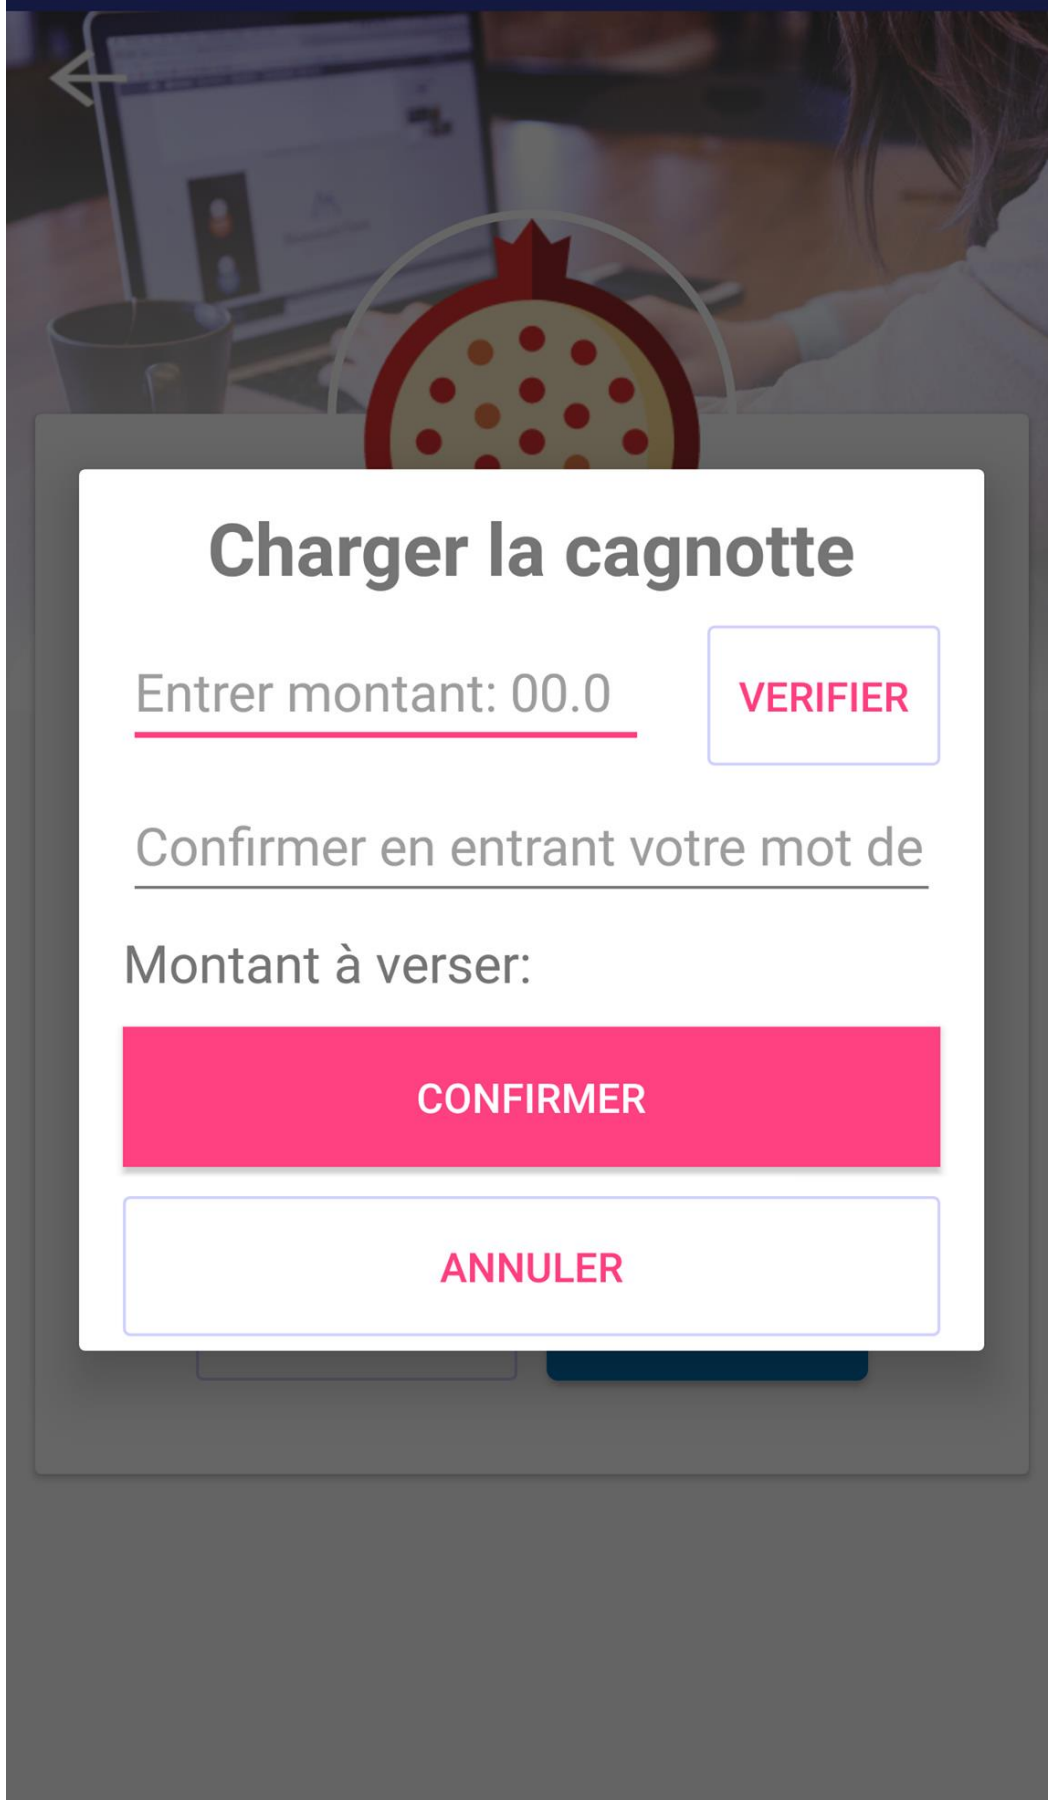 Charger la cagnotte
Entrer montant: 00.0
VERIFIER
Confirmer en entrant votre mot de
Montant à verser:
CONFIRMER
ANNULER